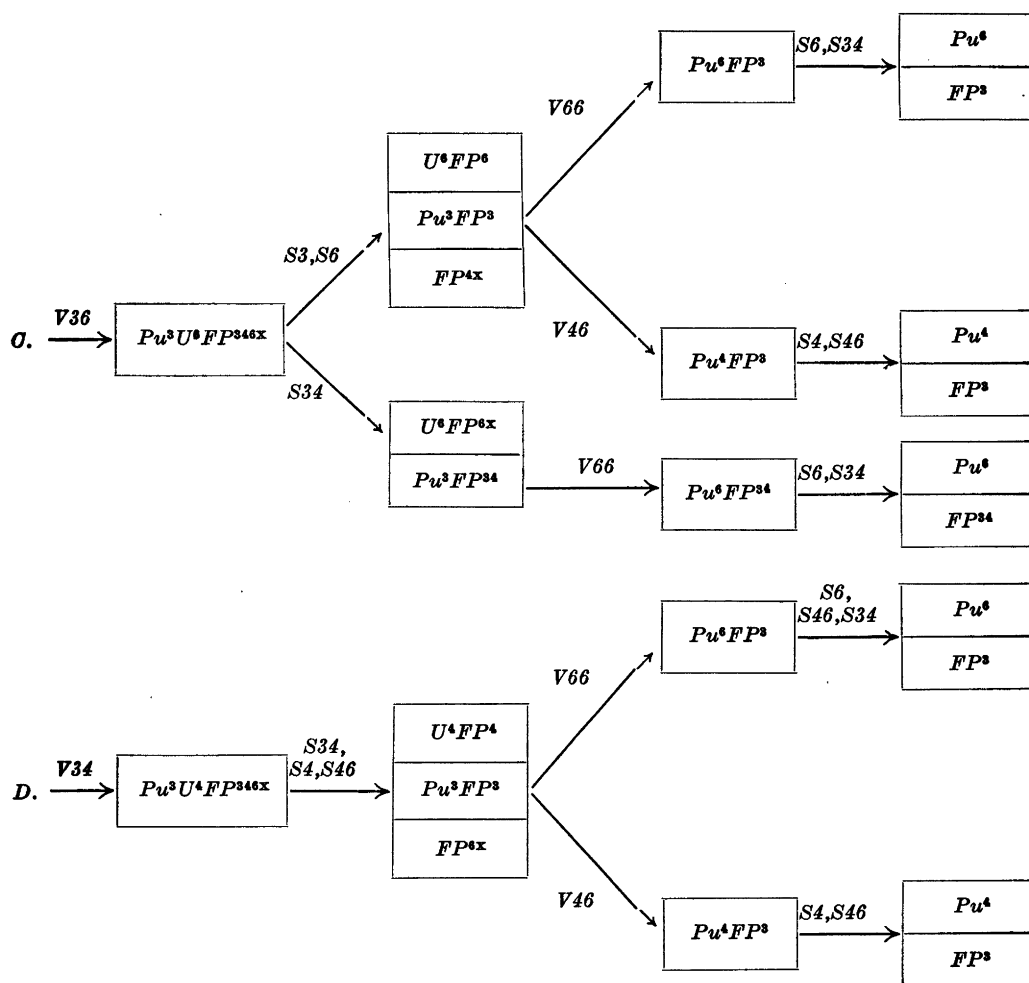 S6,S34
Pu⁶
FP³
Pu⁶FP³
V66
U⁶FP⁶
Pu³FP³
FP⁴ˣ
S3,S6
C. V36
Pu³U⁶FP³⁴⁶ˣ
V46
S34
Pu⁴FP³
S4,S46
Pu⁴
FP³
U⁶FP⁶ˣ
Pu³FP³⁴
V66
Pu⁶FP³⁴
S6,S34
Pu⁶
FP³⁴
Pu⁶FP³
S6,
S46,S34
Pu⁶
FP³
V66
U⁴FP⁴
Pu³FP³
FP⁶ˣ
S34,
S4,S46
D. V34
Pu³U⁴FP³⁴⁶ˣ
V46
Pu⁴FP³
S4,S46
Pu⁴
FP³